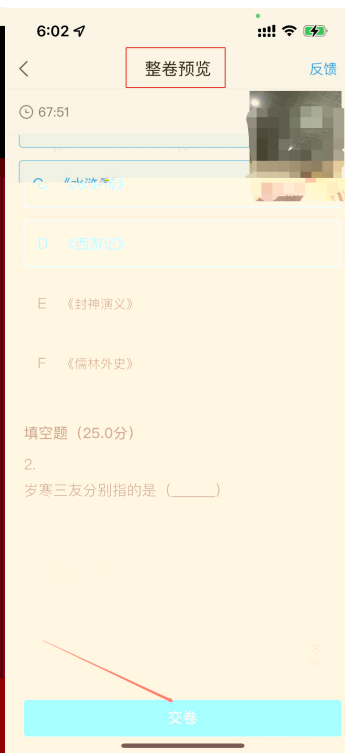 6:02
整卷预览
反馈
67:51
C 《水浒传》
D 《西游记》
E 《封神演义》
F 《儒林外史》
填空题（25.0分）
2.
岁寒三友分别指的是（______）
交卷